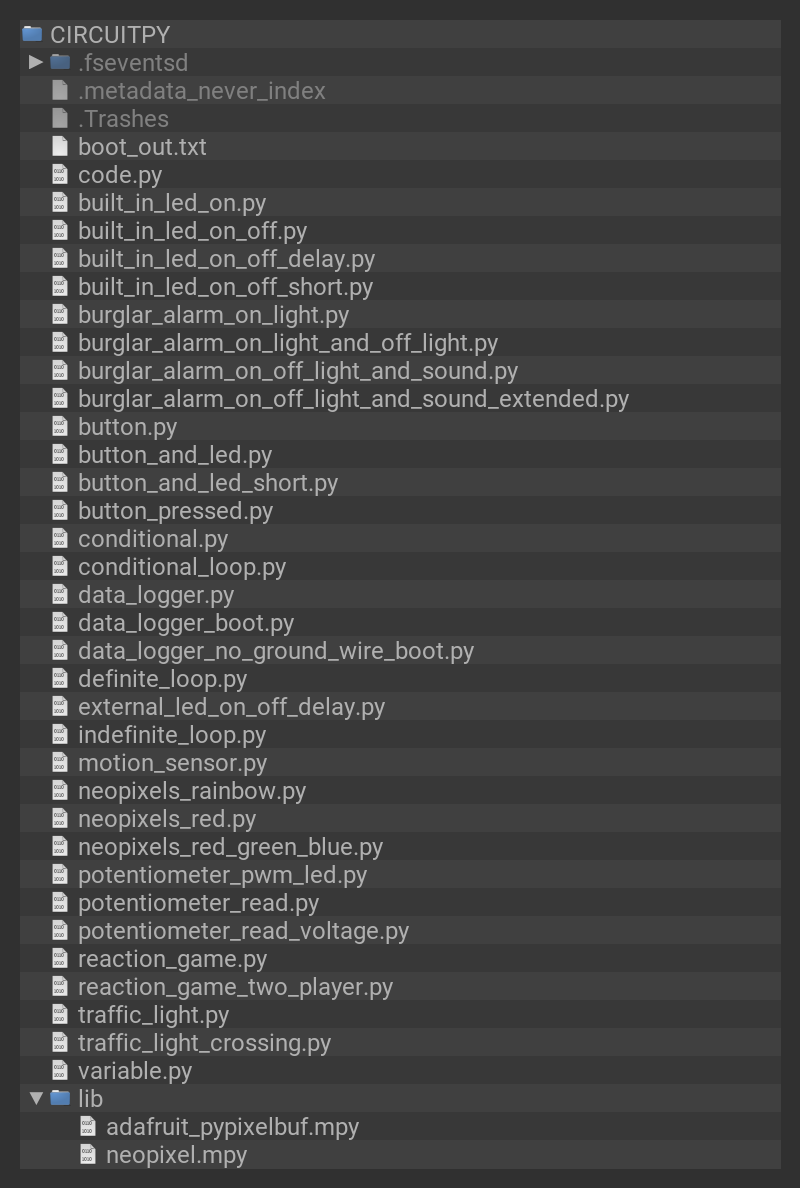 CIRCUITPY
.fseventsd
.metadata_never_index
.Trashes
boot_out.txt
code.py
built_in_led_on.py
built_in_led_on_off.py
built_in_led_on_off_delay.py
built_in_led_on_off_short.py
burglar_alarm_on_light.py
burglar_alarm_on_light_and_off_light.py
burglar_alarm_on_off_light_and_sound.py
burglar_alarm_on_off_light_and_sound_extended.py
button.py
button_and_led.py
button_and_led_short.py
button_pressed.py
conditional.py
conditional_loop.py
data_logger.py
data_logger_boot.py
data_logger_no_ground_wire_boot.py
definite_loop.py
external_led_on_off_delay.py
indefinite_loop.py
motion_sensor.py
neopixels_rainbow.py
neopixels_red.py
neopixels_red_green_blue.py
potentiometer_pwm_led.py
potentiometer_read.py
potentiometer_read_voltage.py
reaction_game.py
reaction_game_two_player.py
traffic_light.py
traffic_light_crossing.py
variable.py
lib
adafruit_pypixelbuf.mpy
neopixel.mpy